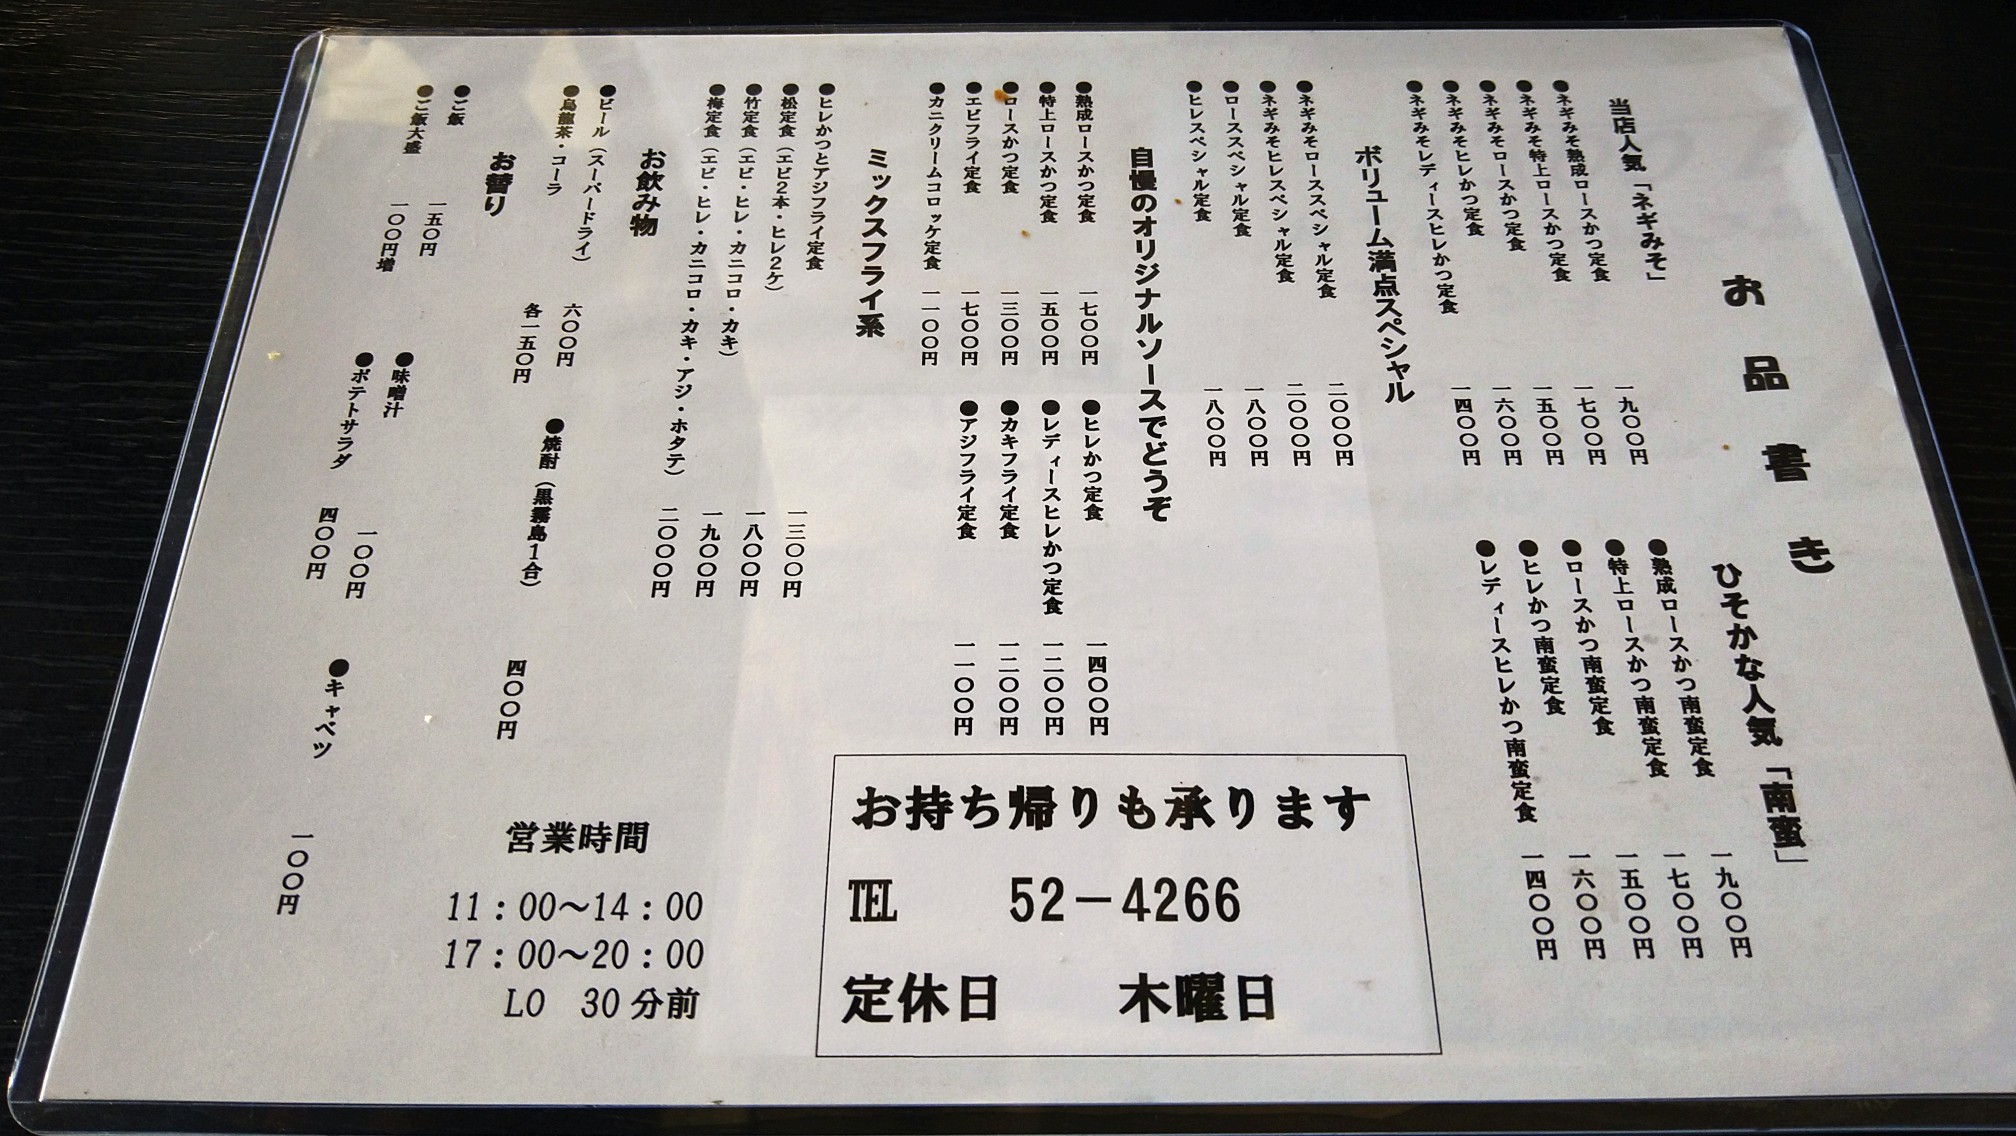 お品書き
当店人気「ネギみそ」
●ネギみそ熟成ロースかつ定食 一九〇〇円
●ネギみそ特上ロースかつ定食 一七〇〇円
●ネギみそロースかつ定食 一五〇〇円
●ネギみそヒレかつ定食 一六〇〇円
●ネギみそレディースヒレかつ定食 一四〇〇円
ひそかな人気「南蛮」
●熟成ロースかつ南蛮定食 一九〇〇円
●特上ロースかつ南蛮定食 一七〇〇円
●ロースかつ南蛮定食 一五〇〇円
●ヒレかつ南蛮定食 一六〇〇円
●レディースヒレかつ南蛮定食 一四〇〇円
ボリューム満点スペシャル
●ネギみそローススペシャル定食 二〇〇〇円
●ネギみそヒレスペシャル定食 二〇〇〇円
●ローススペシャル定食 一八〇〇円
●ヒレスペシャル定食 一八〇〇円
自慢のオリジナルソースでどうぞ
●熟成ロースかつ定食 一七〇〇円
●特上ロースかつ定食 一五〇〇円
●ロースかつ定食 一三〇〇円
●エビフライ定食 一七〇〇円
●カニクリームコロッケ定食 一一〇〇円
●ヒレかつ定食 一四〇〇円
●レディースヒレかつ定食 一二〇〇円
●カキフライ定食 一二〇〇円
●アジフライ定食 一一〇〇円
ミックスフライ系
●ヒレかつとアジフライ定食 一三〇〇円
●松定食（エビ2本・ヒレ2ケ） 一八〇〇円
●竹定食（エビ・ヒレ・カニコロ・カキ） 一九〇〇円
●梅定食（エビ・ヒレ・カニコロ・カキ・アジ・ホタテ） 二〇〇〇円
お飲み物
●ビール（スーパードライ） 六〇〇円
●烏龍茶・コーラ 各一五〇円
●焼酎（黒霧島1合） 四〇〇円
お替り
●ご飯 一五〇円
●ご飯大盛 一〇〇円増
●味噌汁 一〇〇円
●ポテトサラダ 四〇〇円
●キャベツ 一〇〇円
お持ち帰りも承ります
TEL 52－4266
定休日 木曜日
営業時間
11：00～14：00
17：00～20：00
LO 30分前